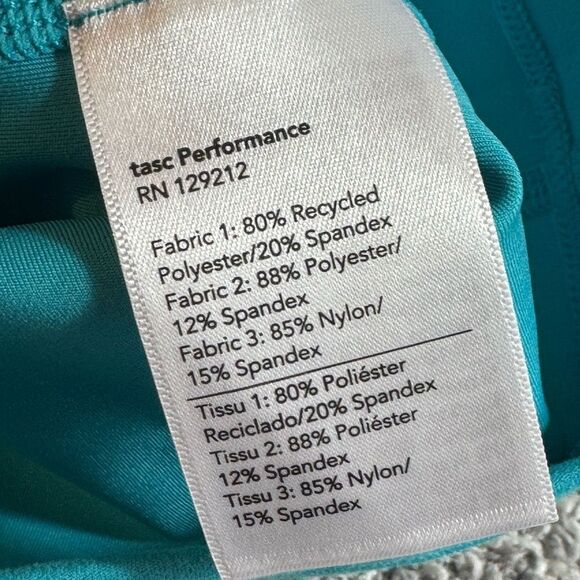 tasc Performance
RN 129212
Fabric 1: 80% Recycled
Polyester/20% Spandex
Fabric 2: 88% Polyester/
12% Spandex
Fabric 3: 85% Nylon/
15% Spandex
Tissu 1: 80% Poliéster
Reciclado/20% Spandex
Tissu 2: 88% Poliéster
12% Spandex
Tissu 3: 85% Nylon/
15% Spandex